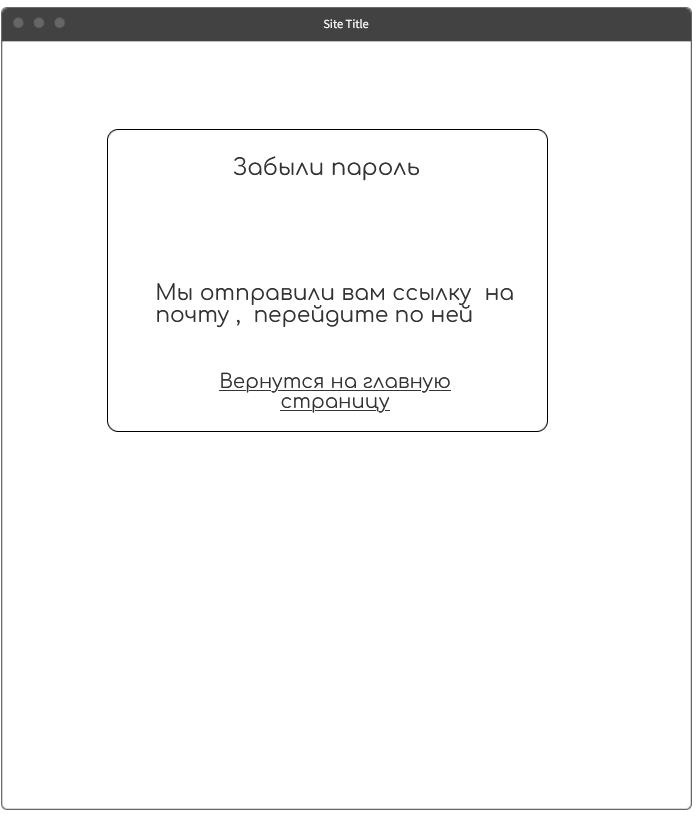 Site Title
Забыли пароль
Мы отправили вам ссылку  на
почту ,  перейдите по ней
Вернутся на главную
страницу